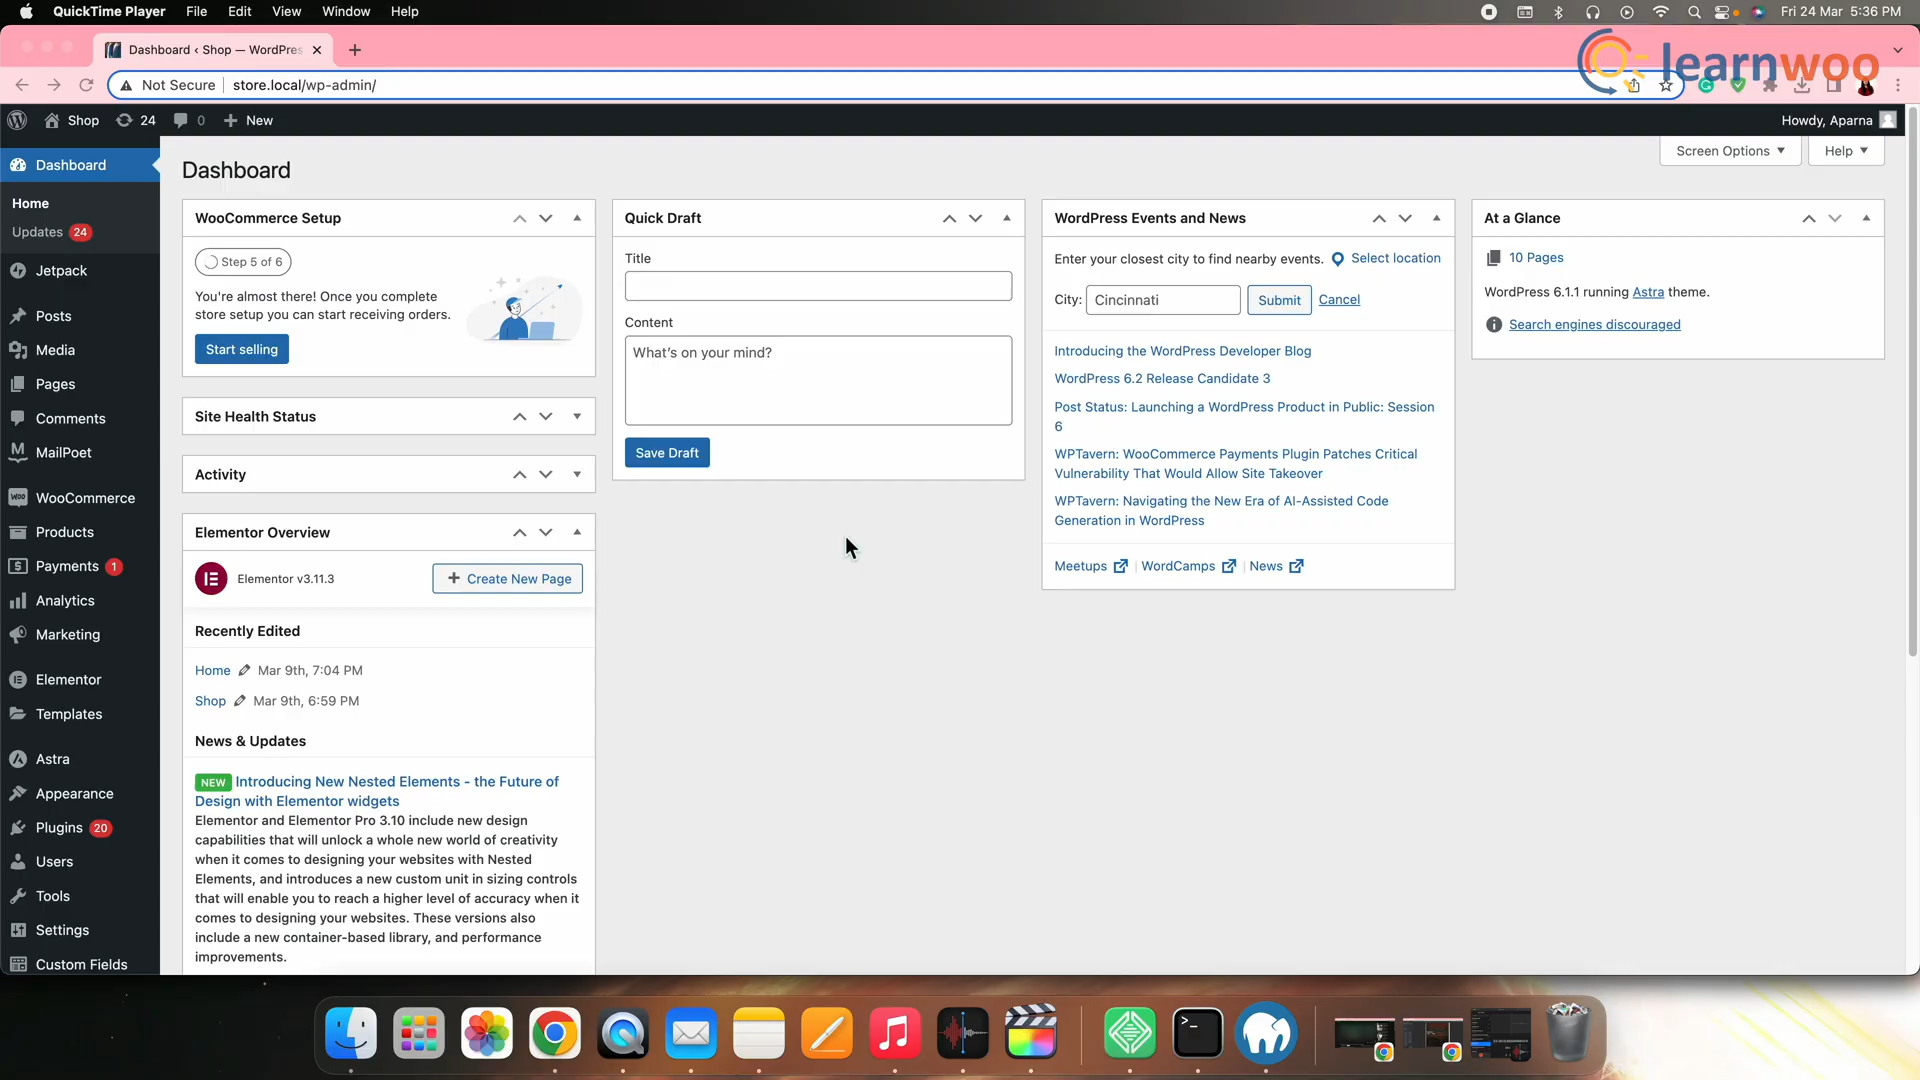 QuickTime Player File Edit View Window Help
Fri 24 Mar 5:36 PM
Dashboard ‹ Shop — WordPres
learnwoo
Not Secure store.local/wp-admin/
Shop 24 0 New
Howdy, Aparna
Dashboard
Screen Options
Help
Dashboard
Home
Updates 24
Jetpack
Posts
Media
Pages
Comments
MailPoet
WooCommerce
Products
Payments 1
Analytics
Marketing
Elementor
Templates
Astra
Appearance
Plugins 20
Users
Tools
Settings
Custom Fields
WooCommerce Setup
Step 5 of 6
You're almost there! Once you complete
store setup you can start receiving orders.
Start selling
Site Health Status
Activity
Elementor Overview
Elementor v3.11.3
Create New Page
Recently Edited
Home Mar 9th, 7:04 PM
Shop Mar 9th, 6:59 PM
News & Updates
NEW Introducing New Nested Elements - the Future of
Design with Elementor widgets
Elementor and Elementor Pro 3.10 include new design
capabilities that will unlock a whole new world of creativity
when it comes to designing your websites with Nested
Elements, and introduces a new custom unit in sizing controls
that will enable you to reach a higher level of accuracy when it
comes to designing your websites. These versions also
include a new container-based library, and performance
improvements.
Quick Draft
Title
Content
What's on your mind?
Save Draft
WordPress Events and News
Enter your closest city to find nearby events. Select location
City: Cincinnati Submit Cancel
Introducing the WordPress Developer Blog
WordPress 6.2 Release Candidate 3
Post Status: Launching a WordPress Product in Public: Session
6
WPTavern: WooCommerce Payments Plugin Patches Critical
Vulnerability That Would Allow Site Takeover
WPTavern: Navigating the New Era of AI-Assisted Code
Generation in WordPress
Meetups WordCamps News
At a Glance
10 Pages
WordPress 6.1.1 running Astra theme.
Search engines discouraged